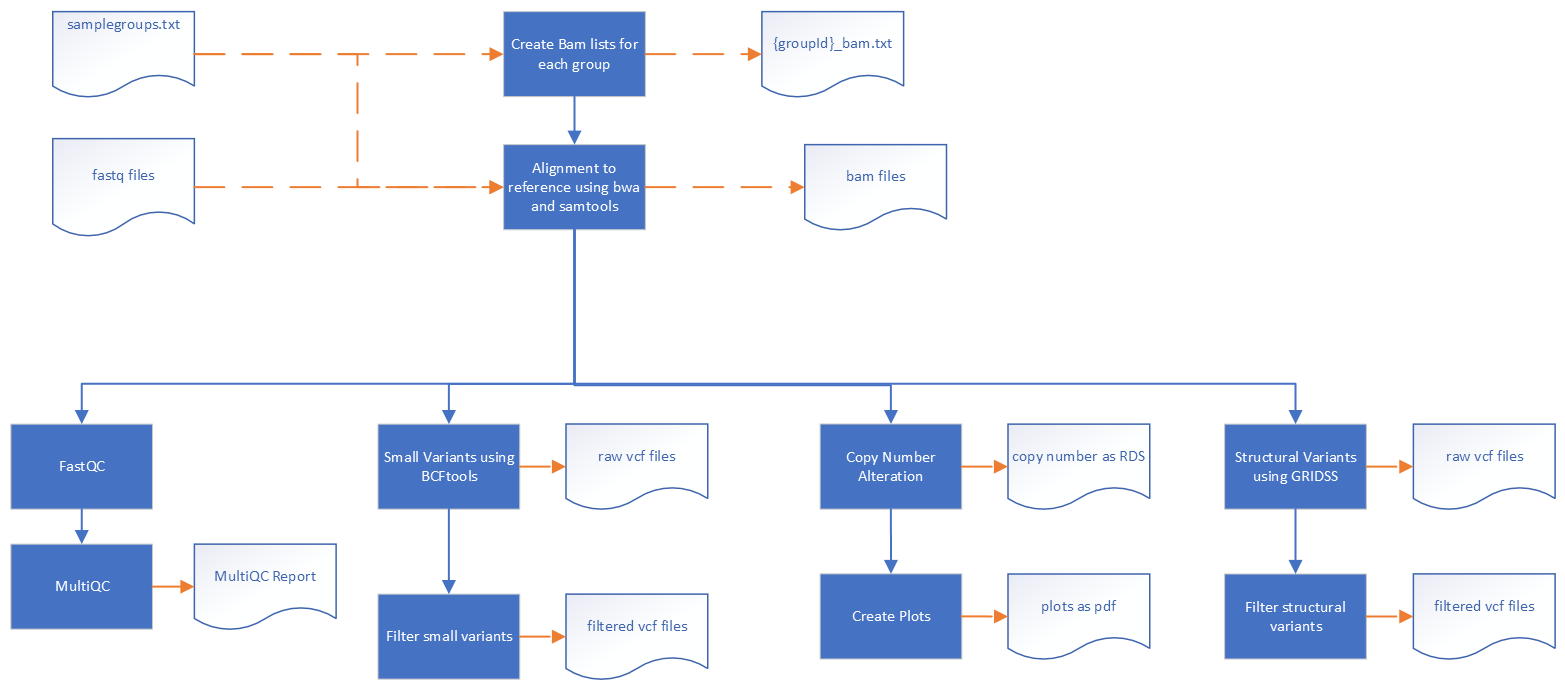 samplegroups.txt
Create Bam lists for
each group
{groupId}_bam.txt
fastq files
Alignment to
reference using bwa
and samtools
bam files
FastQC
Small Variants using
BCFtools
raw vcf files
Copy Number
Alteration
copy number as RDS
Structural Variants
using GRIDSS
raw vcf files
MultiQC
MultiQC Report
Filter small variants
filtered vcf files
Create Plots
plots as pdf
Filter structural
variants
filtered vcf files